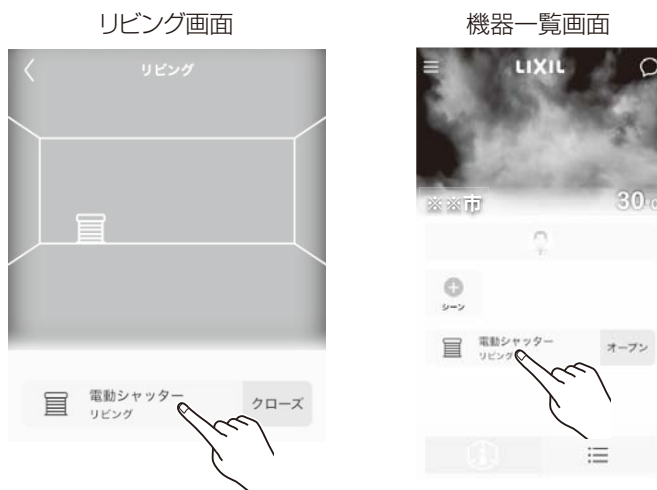 リビング画面
リビング
電動シャッター
リビング
クローズ
機器一覧画面
LIXIL
※※市
30
シーン
電動シャッター
リビング
オープン